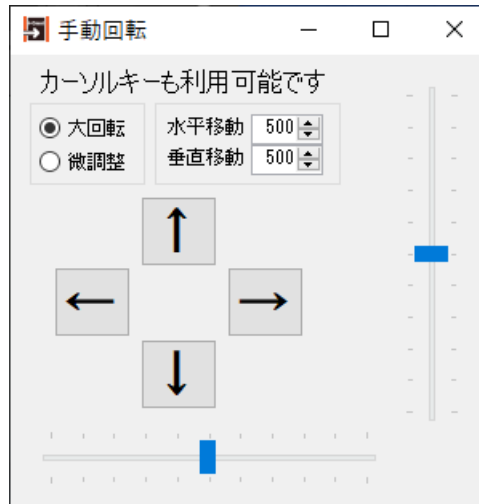 手動回転
カーソルキーも利用可能です
大回転
微調整
水平移動 500
垂直移動 500
↑
← →
↓